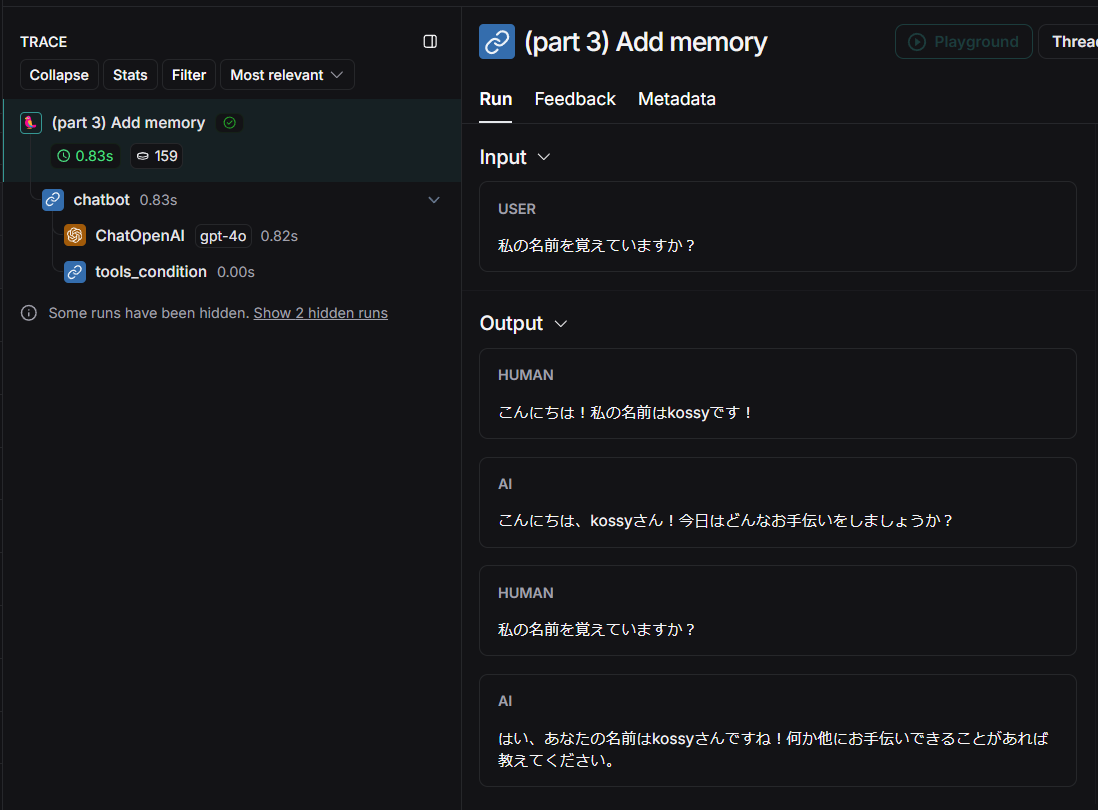 TRACE
Collapse Stats Filter Most relevant
(part 3) Add memory
0.83s 159
chatbot 0.83s
ChatOpenAI gpt-4o 0.82s
tools_condition 0.00s
Some runs have been hidden. Show 2 hidden runs
(part 3) Add memory
Playground
Threa
Run Feedback Metadata
Input
USER
私の名前を覚えていますか？
Output
HUMAN
こんにちは！私の名前はkossyです！
AI
こんにちは、kossyさん！今日はどんなお手伝いをしましょうか？
HUMAN
私の名前を覚えていますか？
AI
はい、あなたの名前はkossyさんですね！何か他にお手伝いできることがあれば
教えてください。